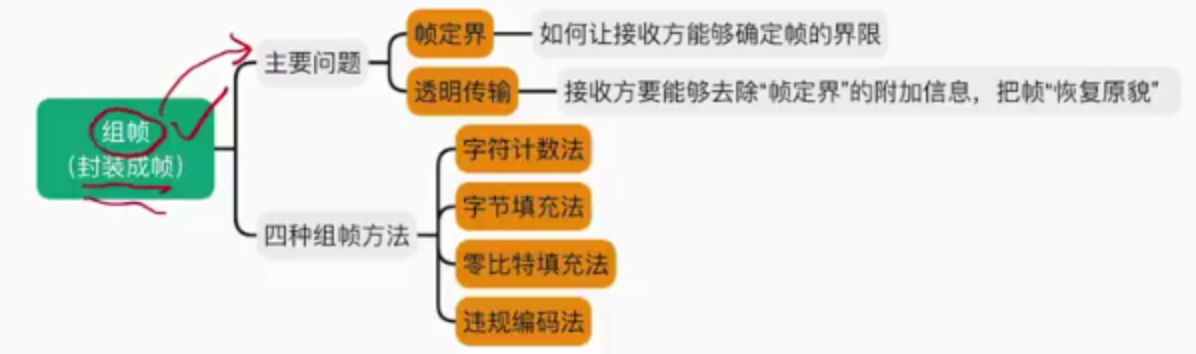 组帧
（封装成帧）
主要问题
帧定界
如何让接收方能够确定帧的界限
透明传输
接收方要能够去除“帧定界”的附加信息，把帧“恢复原貌”
四种组帧方法
字符计数法
字节填充法
零比特填充法
违规编码法